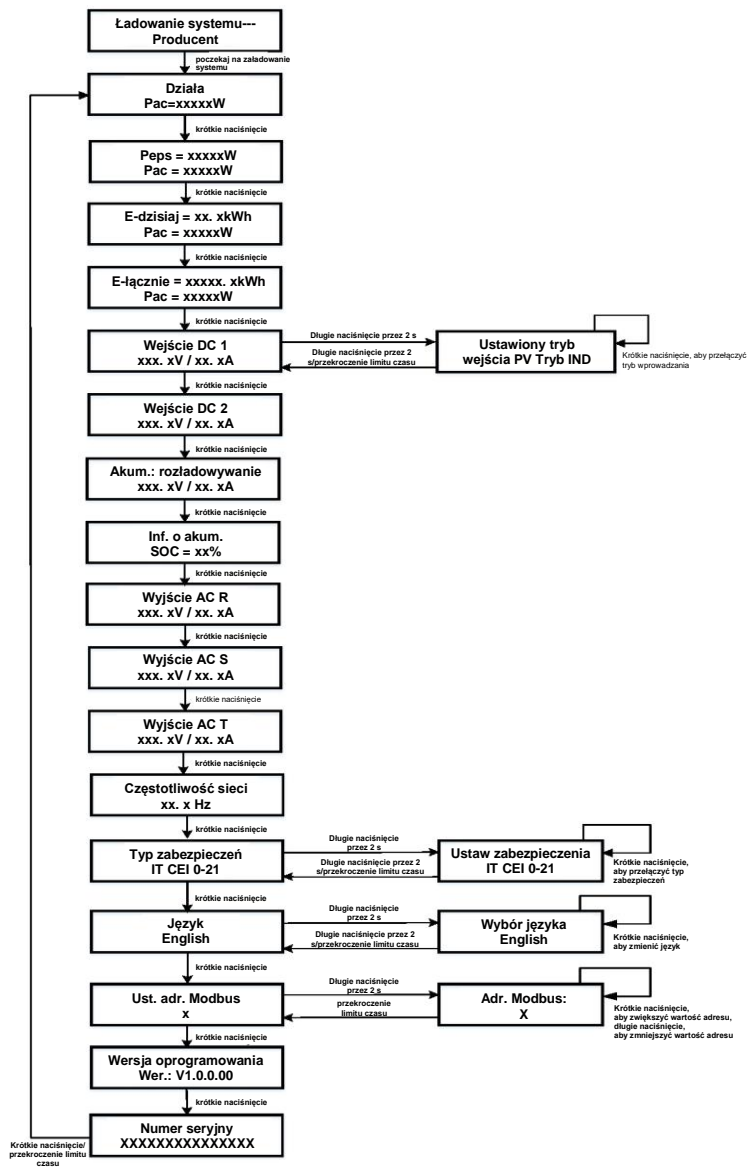 Ładowanie systemu---
Producent
poczekaj na załadowanie
systemu
Działa
Pac=xxxxxW
krótkie naciśnięcie
Peps = xxxxxW
Pac = xxxxxW
krótkie naciśnięcie
E-dzisiaj = xx. xkWh
Pac = xxxxxW
krótkie naciśnięcie
E-łącznie = xxxxx. xkWh
Pac = xxxxxW
krótkie naciśnięcie
Wejście DC 1
xxx. xV / xx. xA
Długie naciśnięcie przez 2 s
Długie naciśnięcie przez 2
s/przekroczenie limitu czasu
Ustawiony tryb
wejścia PV Tryb IND
Krótkie naciśnięcie, aby przełączyć
tryb wprowadzania
krótkie naciśnięcie
Wejście DC 2
xxx. xV / xx. xA
krótkie naciśnięcie
Akum.: rozładowywanie
xxx. xV / xx. xA
krótkie naciśnięcie
Inf. o akum.
SOC = xx%
krótkie naciśnięcie
Wyjście AC R
xxx. xV / xx. xA
krótkie naciśnięcie
Wyjście AC S
xxx. xV / xx. xA
krótkie naciśnięcie
Wyjście AC T
xxx. xV / xx. xA
krótkie naciśnięcie
Częstotliwość sieci
xx. x Hz
krótkie naciśnięcie
Typ zabezpieczeń
IT CEI 0-21
Długie naciśnięcie
przez 2 s
Długie naciśnięcie przez 2
s/przekroczenie limitu czasu
Ustaw zabezpieczenia
IT CEI 0-21
Krótkie naciśnięcie,
aby przełączyć typ
zabezpieczeń
krótkie naciśnięcie
Język
English
Długie naciśnięcie
przez 2 s
Długie naciśnięcie przez 2
s/przekroczenie limitu czasu
Wybór języka
English
Krótkie naciśnięcie,
aby zmienić język
krótkie naciśnięcie
Ust. adr. Modbus
x
Długie naciśnięcie
przez 2 s
przekroczenie
limitu czasu
Adr. Modbus:
X
Krótkie naciśnięcie,
aby zwiększyć wartość adresu,
długie naciśnięcie,
aby zmniejszyć wartość adresu
krótkie naciśnięcie
Wersja oprogramowania
Wer.: V1.0.0.00
krótkie naciśnięcie
Numer seryjny
XXXXXXXXXXXXXXX
Krótkie naciśnięcie/
przekroczenie limitu
czasu